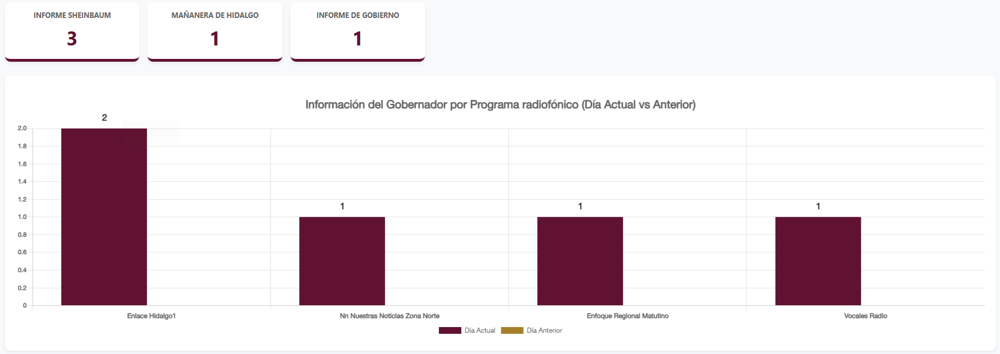 INFORME SHEINBAUM
3
MAÑANERA DE HIDALGO
1
INFORME DE GOBIERNO
1
Información del Gobernador por Programa radiofónico (Día Actual vs Anterior)
2.0
1.8
1.6
1.4
1.2
1.0
0.8
0.6
0.4
0.2
0
2
1
1
1
Enlace Hidalgo1
Nn Nuestras Noticias Zona Norte
Enfoque Regional Matutino
Vocales Radio
Día Actual
Día Anterior